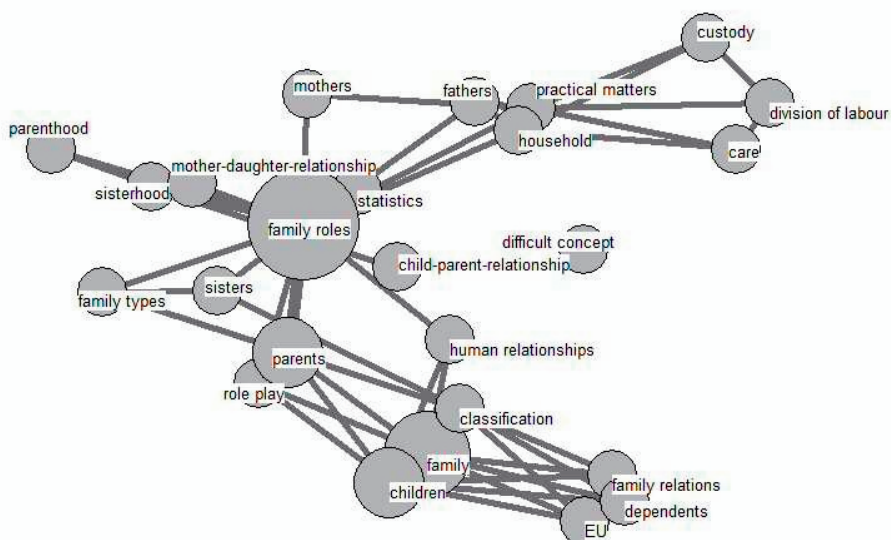 custody
mothers
fathers
practical matters
division of labour
parenthood
household
care
mother-daughter-relationship
sisterhood
statistics
family roles
difficult concept
child-parent-relationship
sisters
family types
human relationships
parents
role play
classification
family
family relations
children
dependents
EU